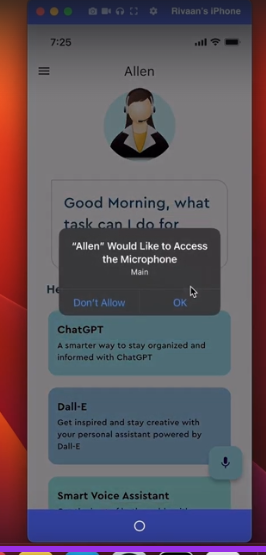 Rivaan's iPhone
7:25
Allen
Good Morning, what
task can I do for
"Allen" Would Like to Access
the Microphone
Main
Don't Allow
OK
He
ChatGPT
A smarter way to stay organized and
informed with ChatGPT
Dall-E
Get inspired and stay creative with
your personal assistant powered by
Dall-E
Smart Voice Assistant